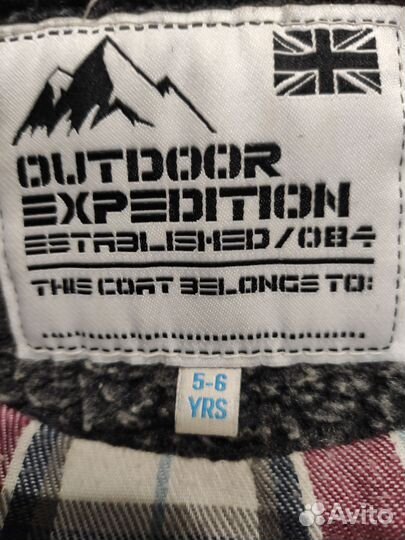 OUTDOOR
EXPEDITION
ESTABLISHED/084
THIS COAT BELONGS TO:
5-6
YRS
Avito